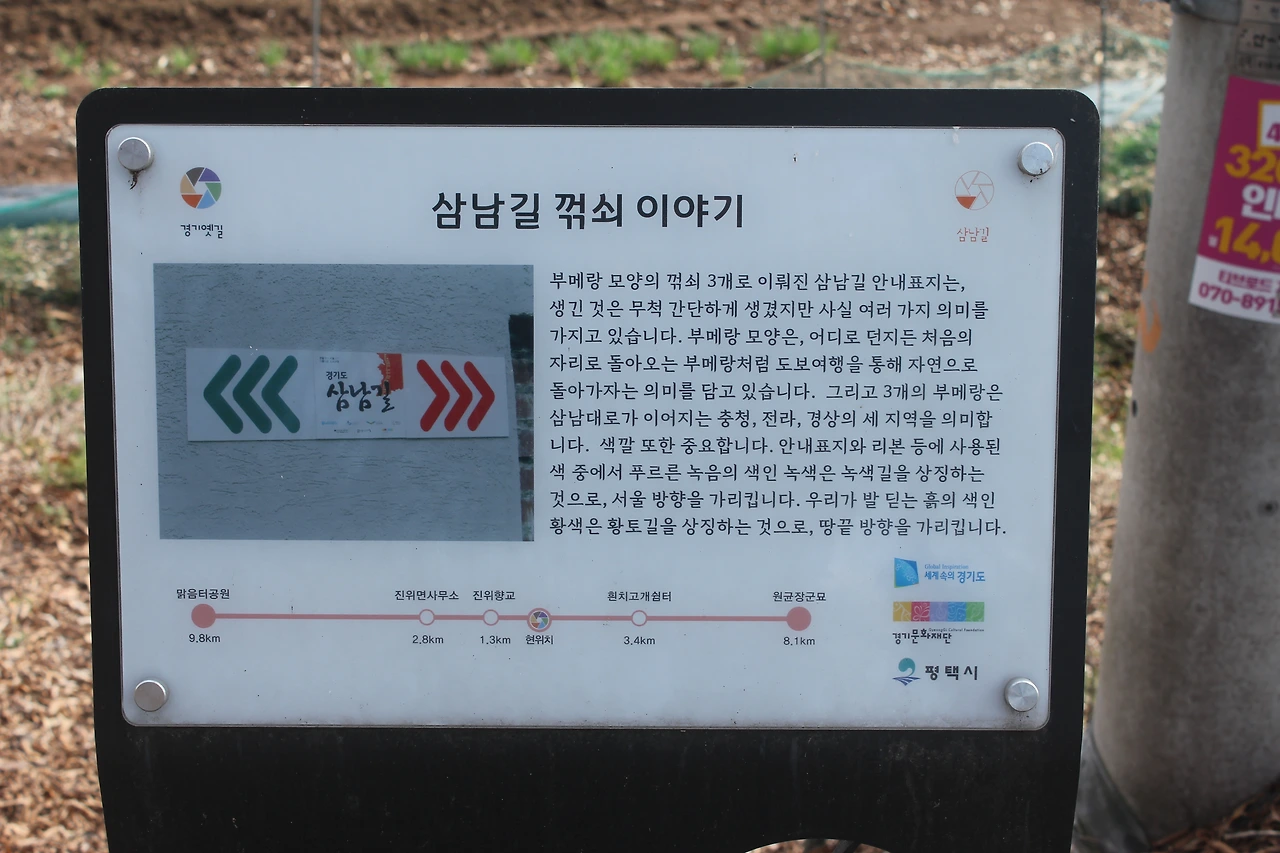 경기옛길
삼남길 꺾쇠 이야기
삼남길
경기도
삼남길
부메랑 모양의 꺾쇠 3개로 이뤄진 삼남길 안내표지는,
생긴 것은 무척 간단하게 생겼지만 사실 여러 가지 의미를
가지고 있습니다. 부메랑 모양은, 어디로 던지든 처음의
자리로 돌아오는 부메랑처럼 도보여행을 통해 자연으로
돌아가자는 의미를 담고 있습니다. 그리고 3개의 부메랑은
삼남대로가 이어지는 충청, 전라, 경상의 세 지역을 의미합
니다. 색깔 또한 중요합니다. 안내표지와 리본 등에 사용된
색 중에서 푸르른 녹음의 색인 녹색은 녹색길을 상징하는
것으로, 서울 방향을 가리킵니다. 우리가 발 딛는 흙의 색인
황색은 황토길을 상징하는 것으로, 땅끝 방향을 가리킵니다.
맑음터공원 진위면사무소 진위향교 흰치고개쉼터 원균장군묘
9.8km 2.8km 1.3km 현위치 3.4km 8.1km
Global Inspiration
세계속의 경기도
Gyeonggi Cultural Foundation
경기문화재단
평택시
320
14,
티브로드
070-891